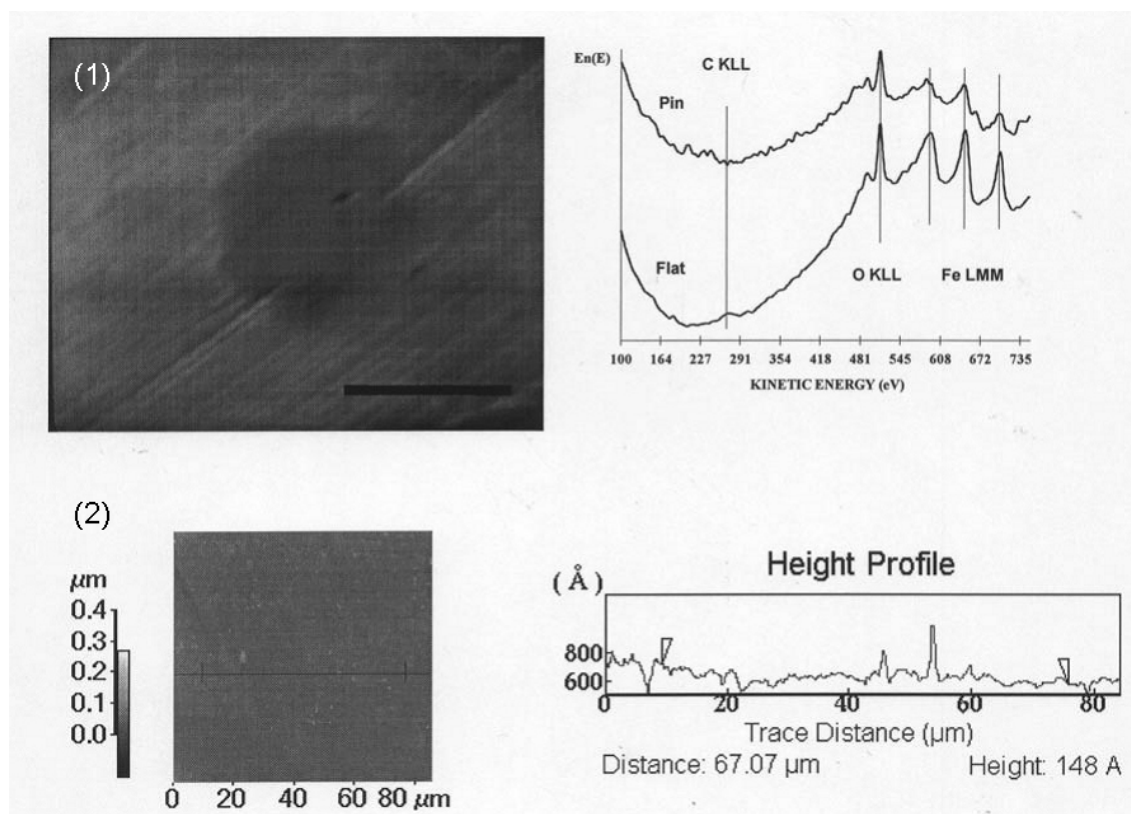 (1)
En(E)
C KLL
Pin
Flat
O KLL
Fe LMM
100 164 227 291 354 418 481 545 608 672 735
KINETIC ENERGY (eV)
(2)
µm
0.4
0.3
0.2
0.1
0.0
0 20 40 60 80 µm
Height Profile
(Å)
800
600
0 20 40 60 80
Trace Distance (µm)
Distance: 67.07 µm Height: 148 A